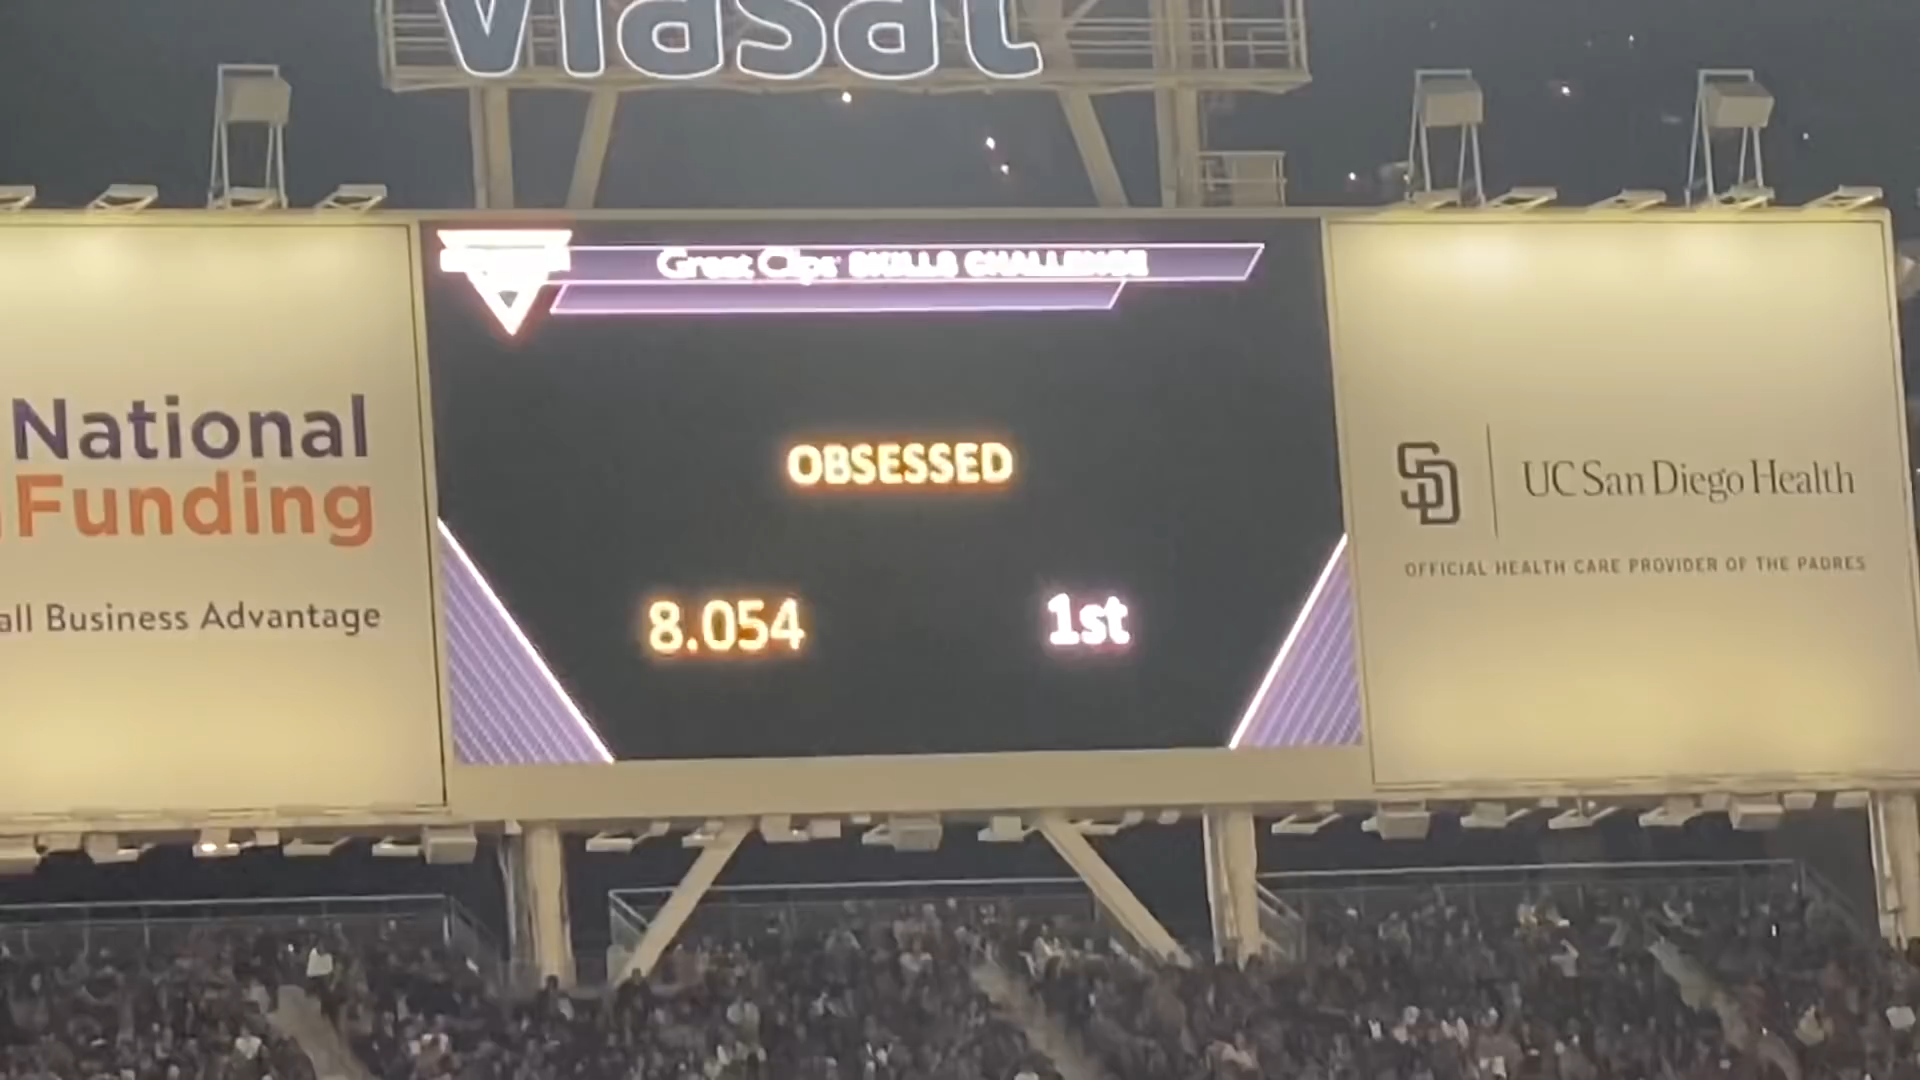 viasat
Great Clips SKILLS CHALLENGE
National
Funding
all Business Advantage
OBSESSED
8.054
1st
SD
UC San Diego Health
OFFICIAL HEALTH CARE PROVIDER OF THE PADRES